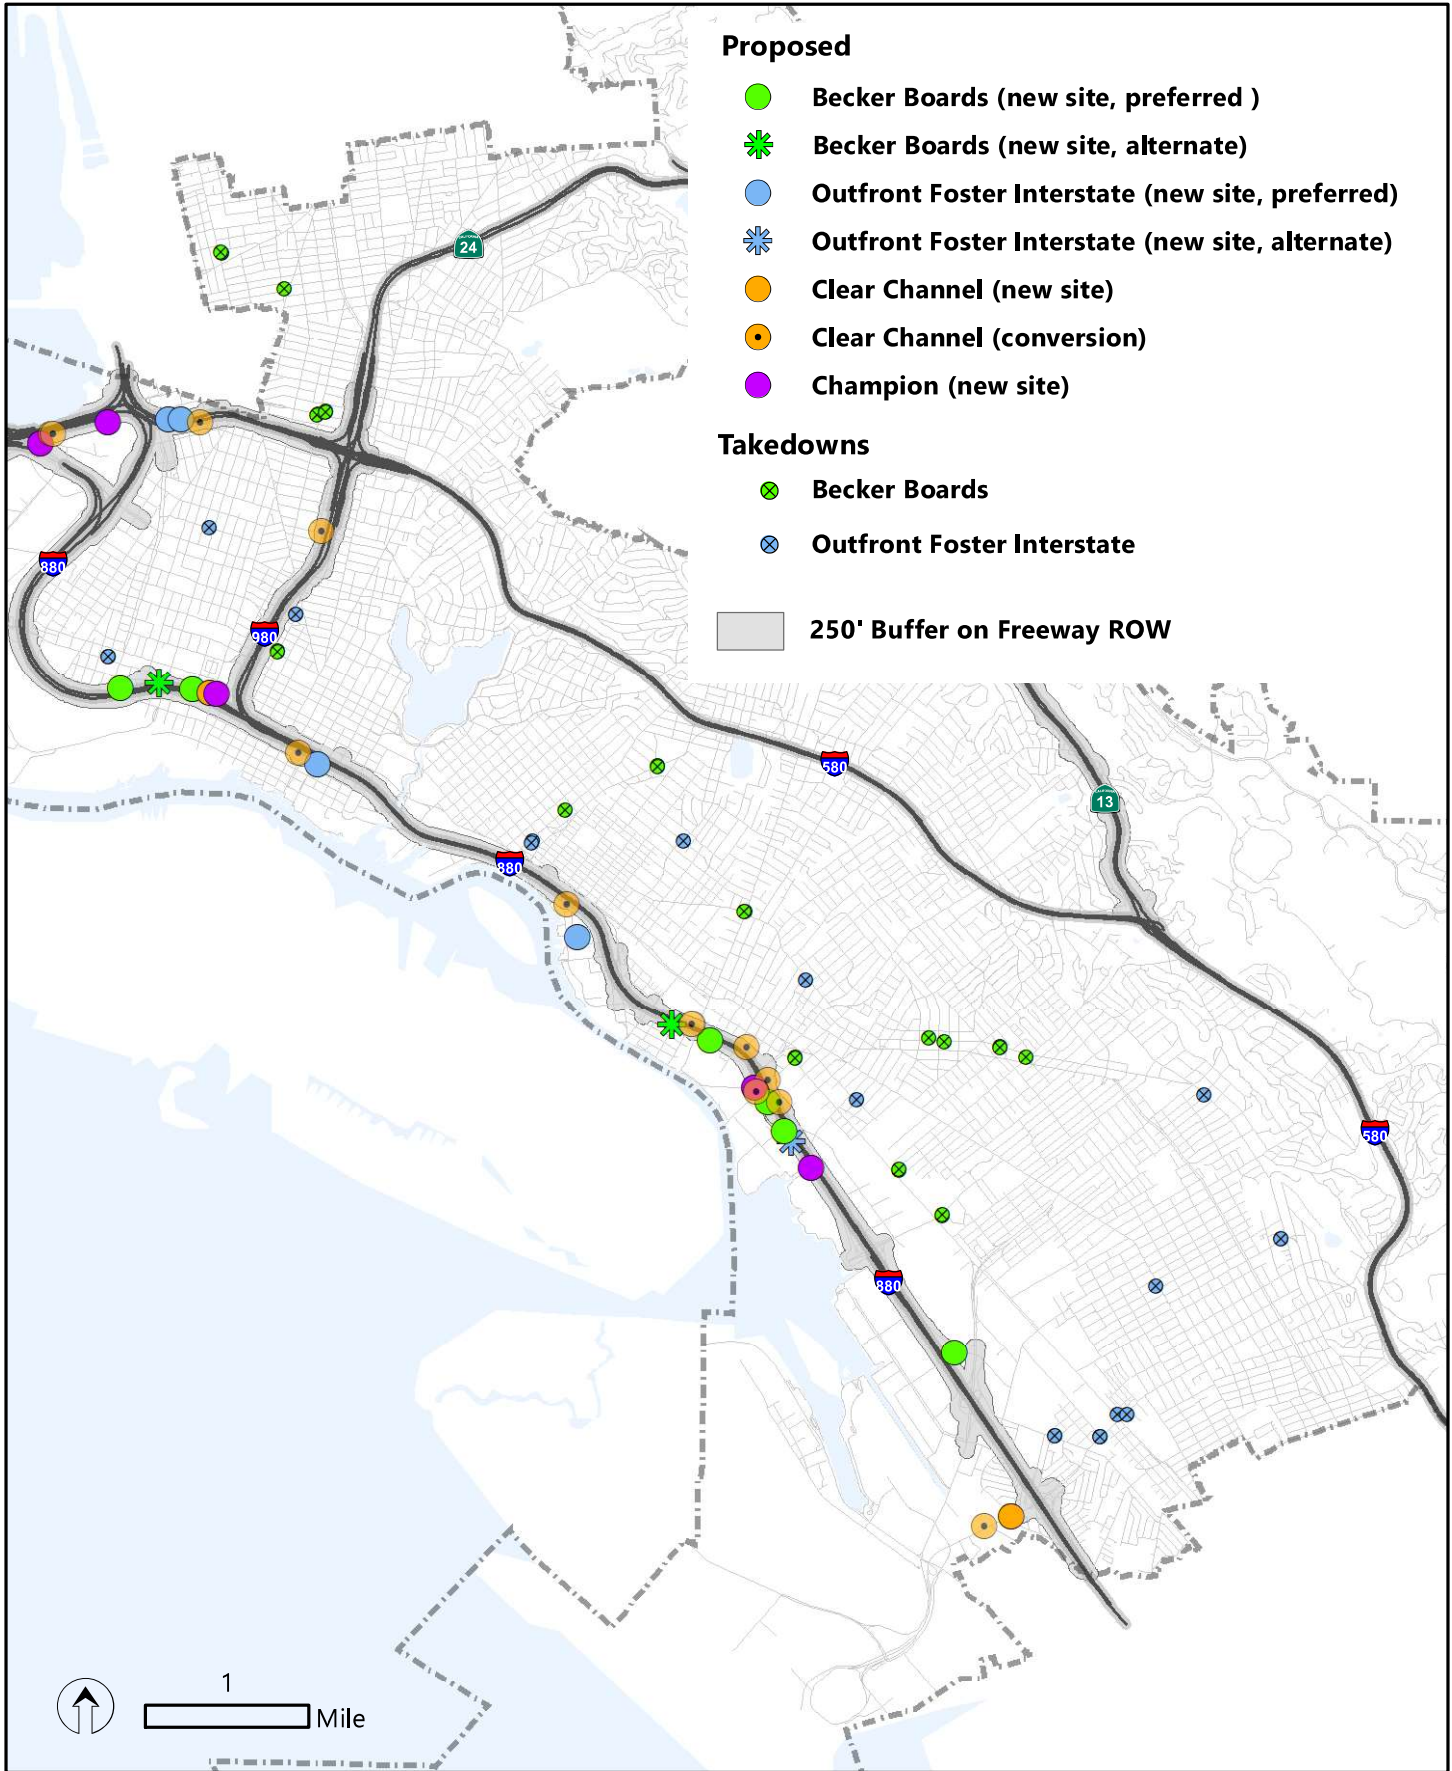 Proposed
Becker Boards (new site, preferred )
Becker Boards (new site, alternate)
Outfront Foster Interstate (new site, preferred)
Outfront Foster Interstate (new site, alternate)
Clear Channel (new site)
Clear Channel (conversion)
Champion (new site)
Takedowns
Becker Boards
Outfront Foster Interstate
250' Buffer on Freeway ROW
CALIFORNIA
24
880
980
580
CALIFORNIA
13
880
580
880
1
Mile